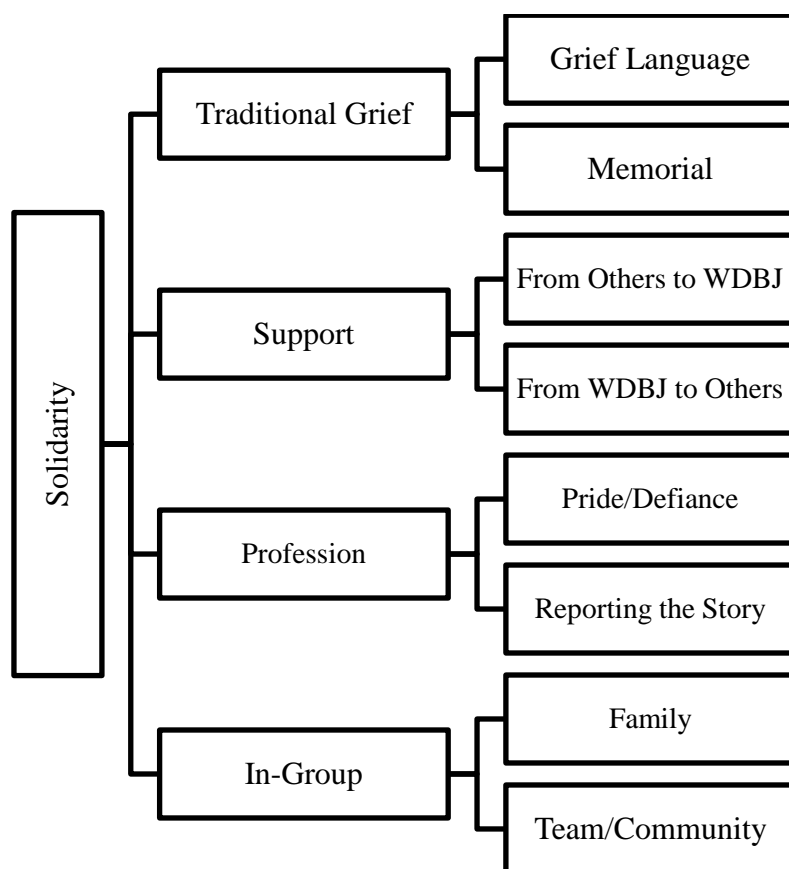 Solidarity
Traditional Grief
Grief Language
Memorial
Support
From Others to WDBJ
From WDBJ to Others
Profession
Pride/Defiance
Reporting the Story
In-Group
Family
Team/Community